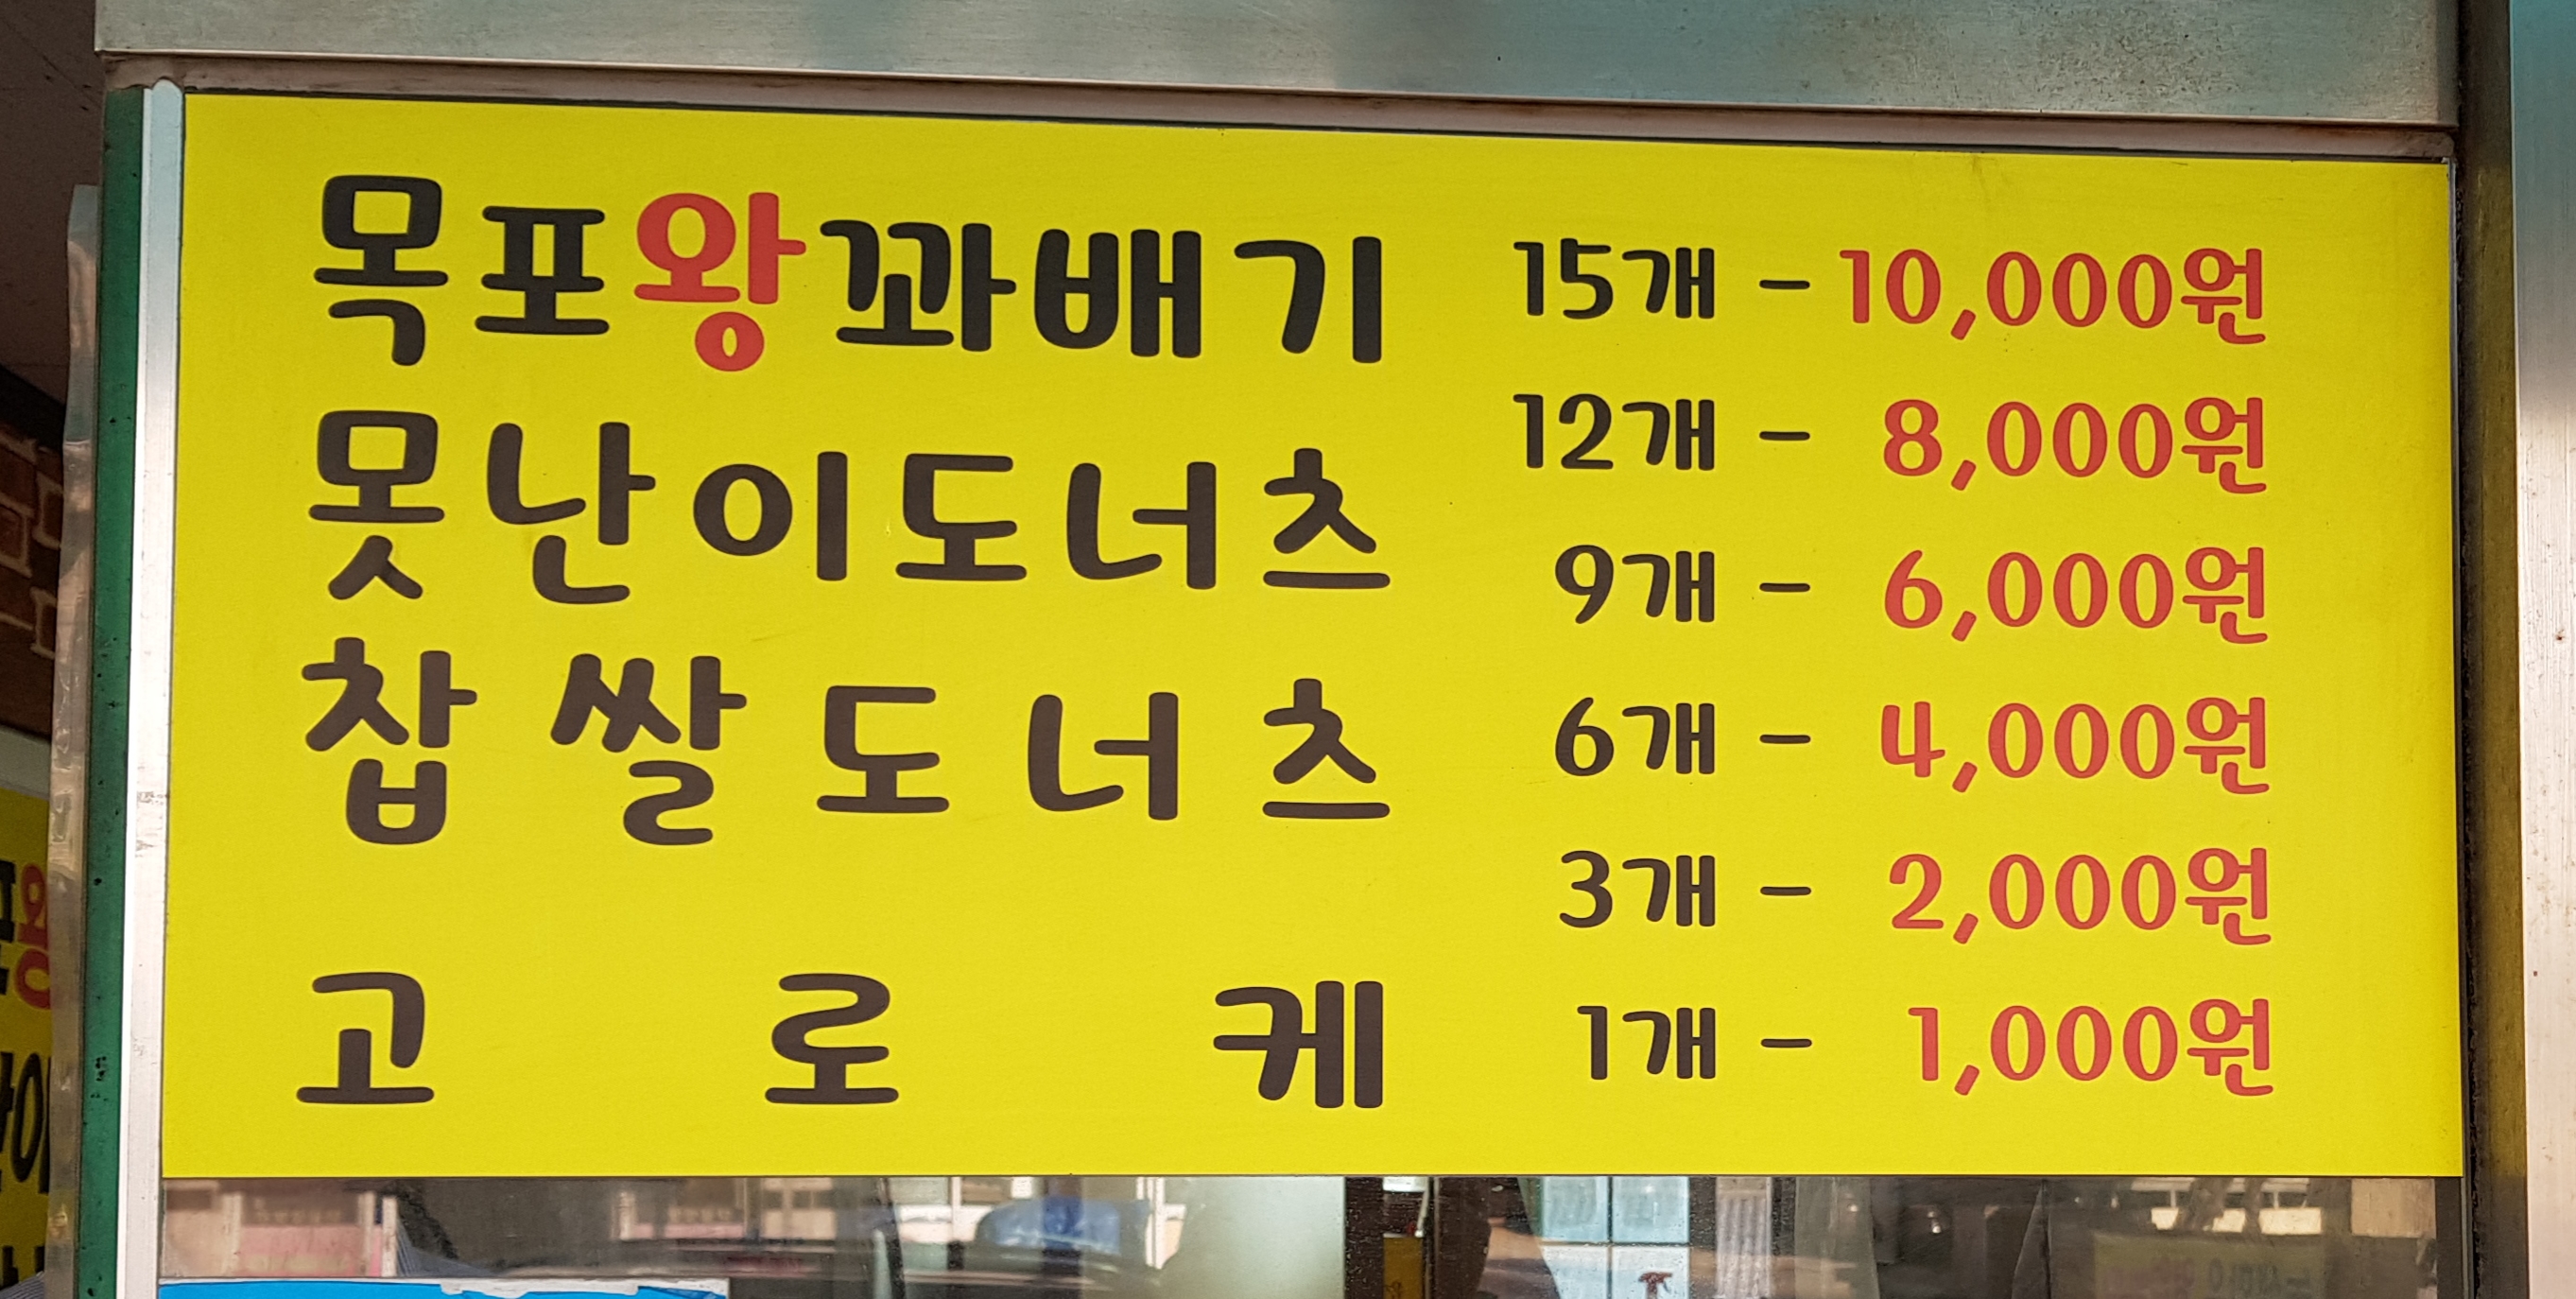 목포왕꽈배기
못난이도너츠
찹쌀도너츠
고로케
15개 - 10,000원
12개 - 8,000원
9개 - 6,000원
6개 - 4,000원
3개 - 2,000원
1개 - 1,000원